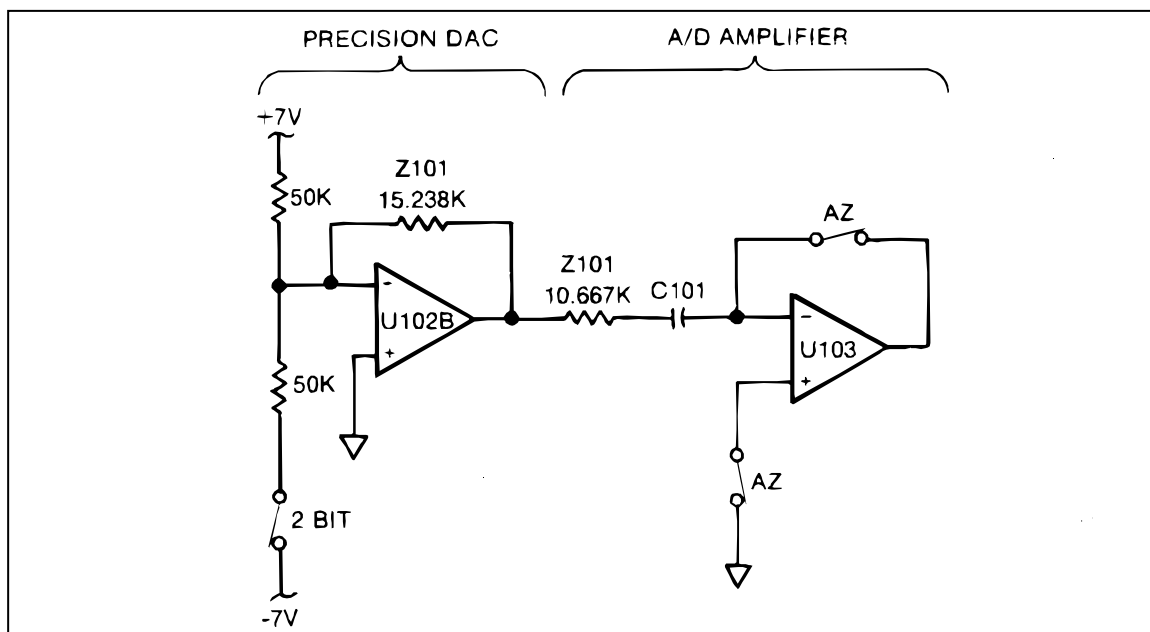 PRECISION DAC
A/D AMPLIFIER
+7V
Z101
15.238K
50K
AZ
Z101
10.667K
C101
-
U102B
+
-
U103
+
50K
AZ
2 BIT
-7V